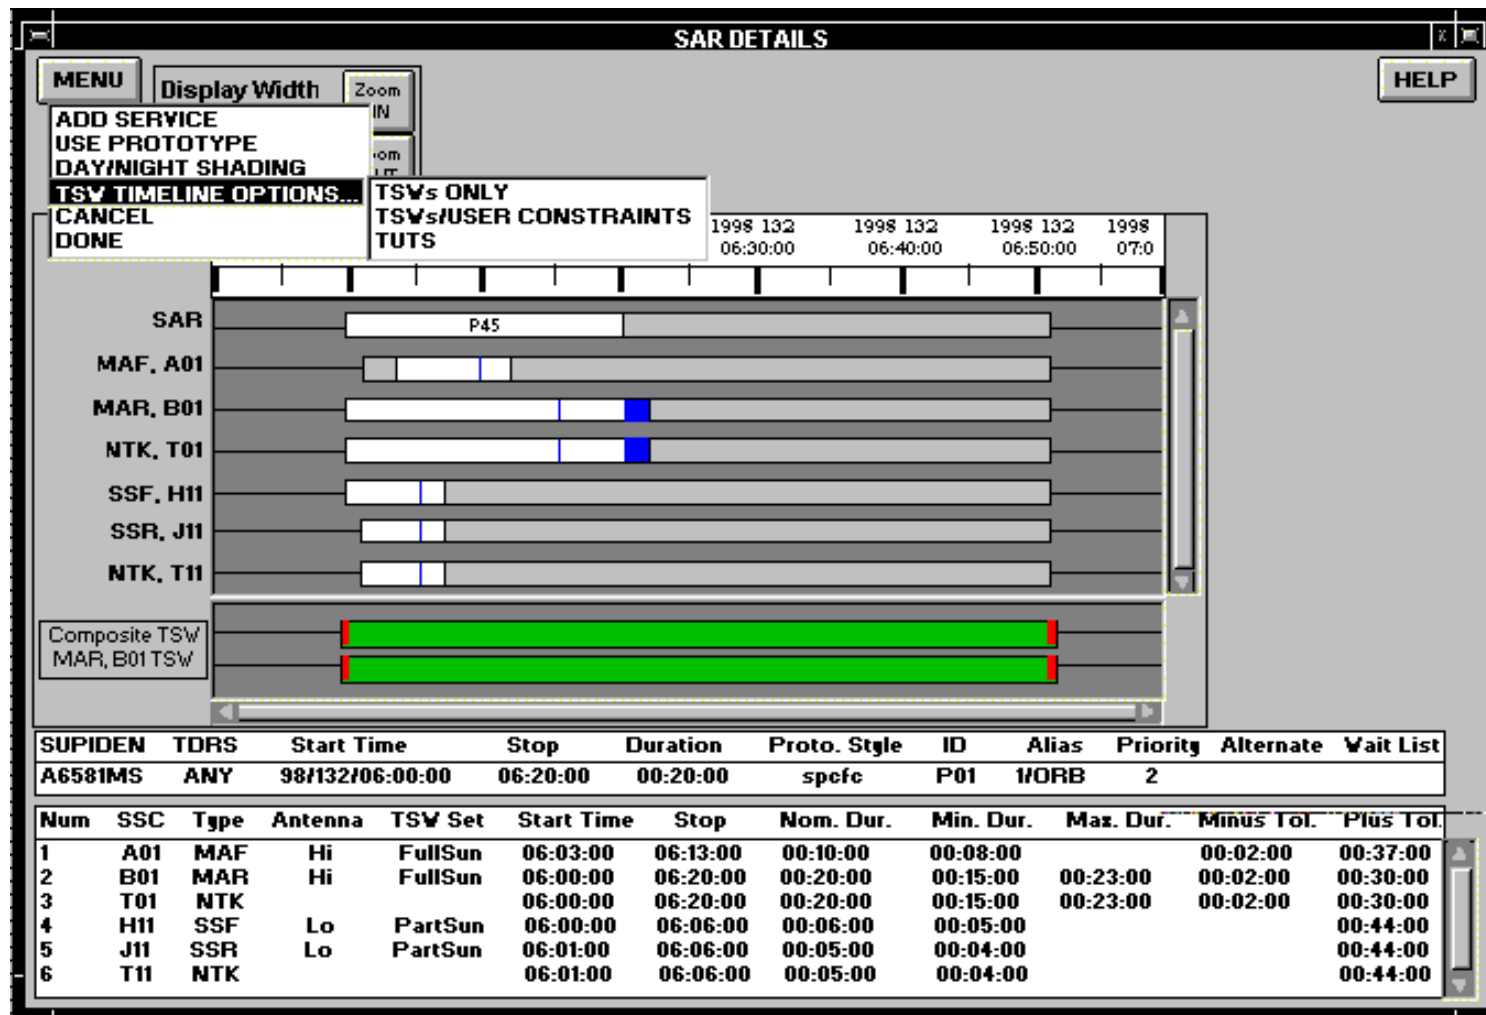 SAR DETAILS
MENU
HELP
Display Width
Zoom
IN
ADD SERVICE
USE PROTOTYPE
DAY/NIGHT SHADING
TSW TIMELINE OPTIONS...
CANCEL
DONE
TSWs ONLY
TSWs/USER CONSTRAINTS
TUTS
1998 132 1998 132 1998 132 1998
06:30:00 06:40:00 06:50:00 07:0
SAR P45
MAF, A01
MAR, B01
NTK, T01
SSF, H11
SSR, J11
NTK, T11
Composite TSW
MAR, B01 TSW
SUPIDEN TDRS Start Time Stop Duration Proto. Style ID Alias Priority Alternate Wait List
A6581MS ANY 98/132/06:00:00 06:20:00 00:20:00 spcfc P01 1/ORB 2
Num SSC Type Antenna TSW Set Start Time Stop Nom. Dur. Min. Dur. Max. Dur. Minus Tol. Plus Tol.
1 A01 MAF Hi FullSun 06:03:00 06:13:00 00:10:00 00:08:00 00:02:00 00:37:00
2 B01 MAR Hi FullSun 06:00:00 06:20:00 00:20:00 00:15:00 00:23:00 00:02:00 00:30:00
3 T01 NTK 06:00:00 06:20:00 00:20:00 00:15:00 00:23:00 00:02:00 00:30:00
4 H11 SSF Lo PartSun 06:00:00 06:06:00 00:06:00 00:05:00 00:44:00
5 J11 SSR Lo PartSun 06:01:00 06:06:00 00:05:00 00:04:00 00:44:00
6 T11 NTK 06:01:00 06:06:00 00:05:00 00:04:00 00:44:00